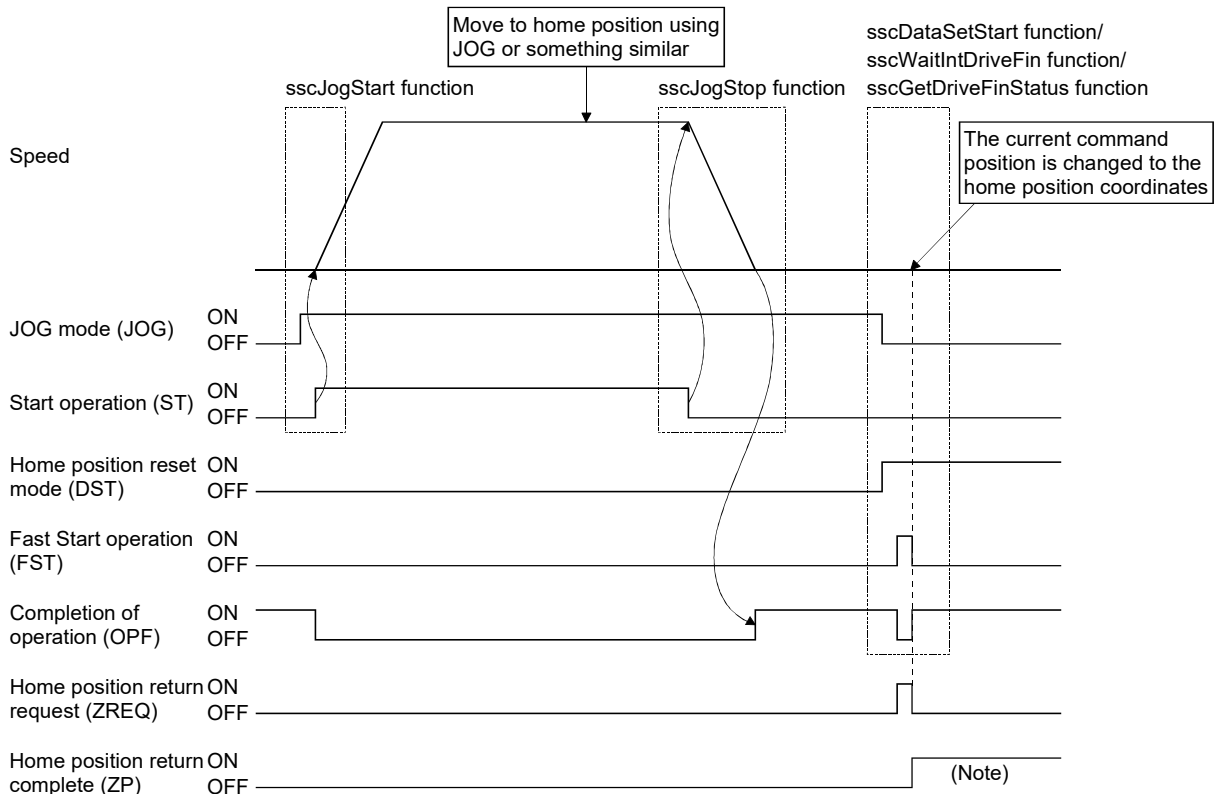 Move to home position using
JOG or something similar
sscDataSetStart function/
sscWaitIntDriveFin function/
sscGetDriveFinStatus function
sscJogStart function
sscJogStop function
The current command
position is changed to the
home position coordinates
Speed
JOG mode (JOG)
ON
OFF
Start operation (ST)
ON
OFF
Home position reset
mode (DST)
ON
OFF
Fast Start operation
(FST)
ON
OFF
Completion of
operation (OPF)
ON
OFF
Home position return
request (ZREQ)
ON
OFF
Home position return
complete (ZP)
ON
OFF
(Note)